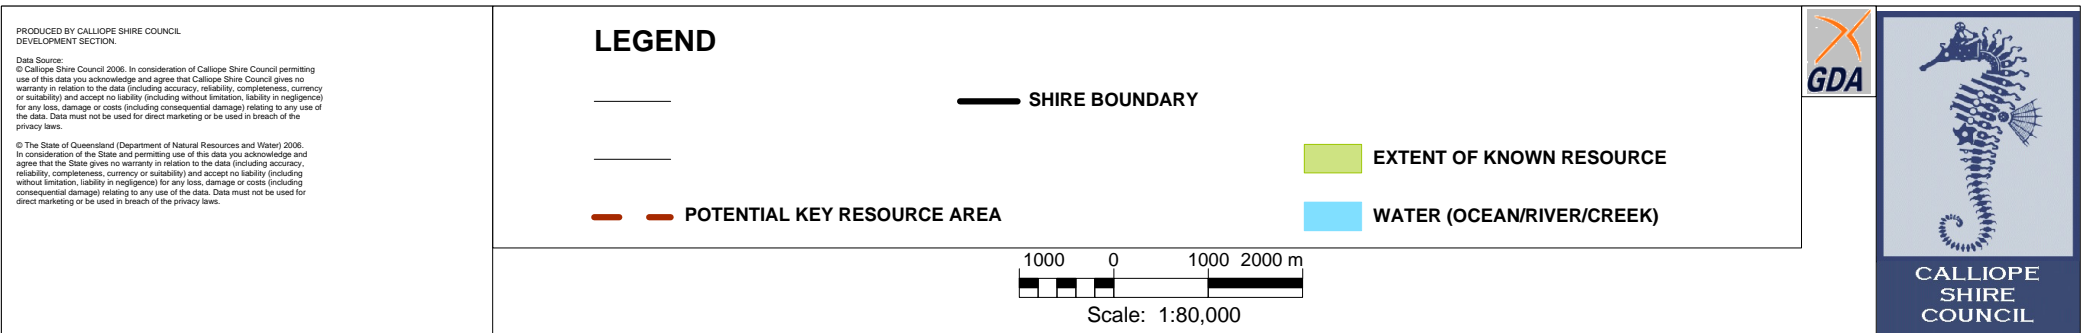 PRODUCED BY CALLIOPE SHIRE COUNCIL
DEVELOPMENT SECTION.
Data Source:
© Calliope Shire Council 2006. In consideration of Calliope Shire Council permitting
use of this data you acknowledge and agree that Calliope Shire Council gives no
warranty in relation to the data (including accuracy, reliability, completeness, currency
or suitability) and accept no liability (including without limitation, liability in negligence)
for any loss, damage or costs (including consequential damage) relating to any use of
the data. Data must not be used for direct marketing or be used in breach of the
privacy laws.
© The State of Queensland (Department of Natural Resources and Water) 2006.
In consideration of the State and permitting use of this data you acknowledge and
agree that the State gives no warranty in relation to the data (including accuracy,
reliability, completeness, currency or suitability) and accept no liability (including
without limitation, liability in negligence) for any loss, damage or costs (including
consequential damage) relating to any use of the data. Data must not be used for
direct marketing or be used in breach of the privacy laws.
LEGEND
SHIRE BOUNDARY
EXTENT OF KNOWN RESOURCE
POTENTIAL KEY RESOURCE AREA
WATER (OCEAN/RIVER/CREEK)
1000 0 1000 2000 m
Scale: 1:80,000
GDA
CALLIOPE
SHIRE
COUNCIL